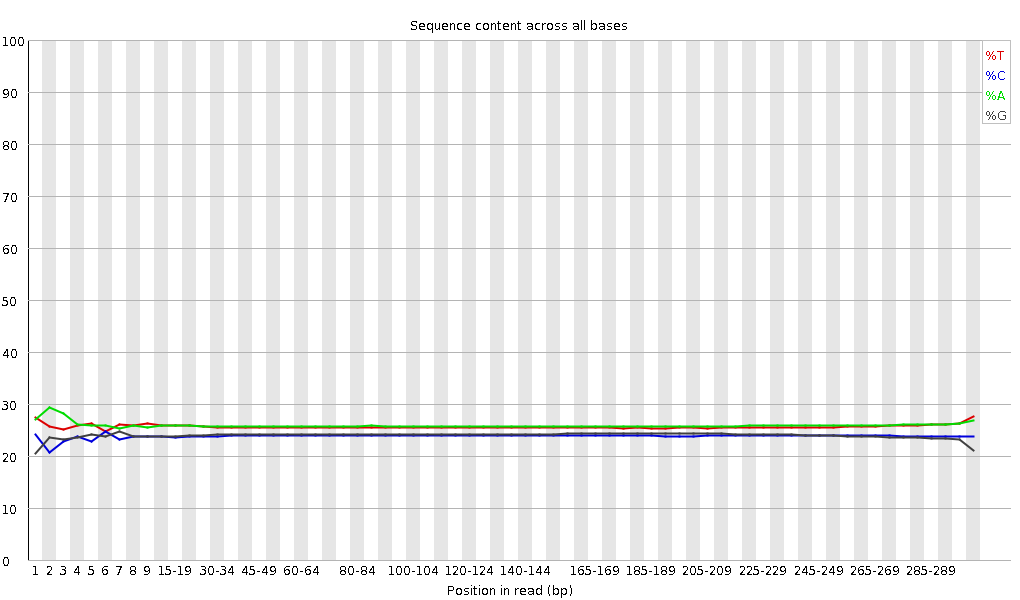 Sequence content across all bases
100
90
80
70
60
50
40
30
20
10
0
%T
%C
%A
%G
1 2 3 4 5 6 7 8 9 15-19 30-34 45-49 60-64 80-84 100-104 120-124 140-144 165-169 185-189 205-209 225-229 245-249 265-269 285-289
Position in read (bp)